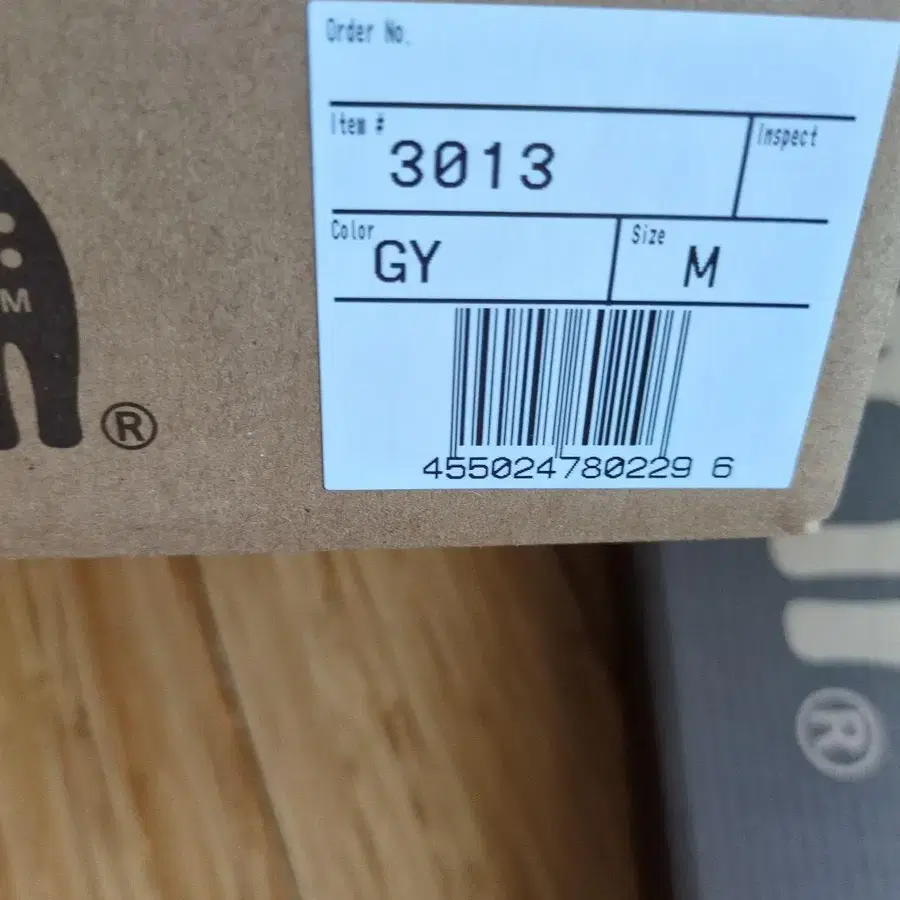 Order No.
Item #
3013
Inspect
Color
GY
Size
M
455024780229 6
M
®
®